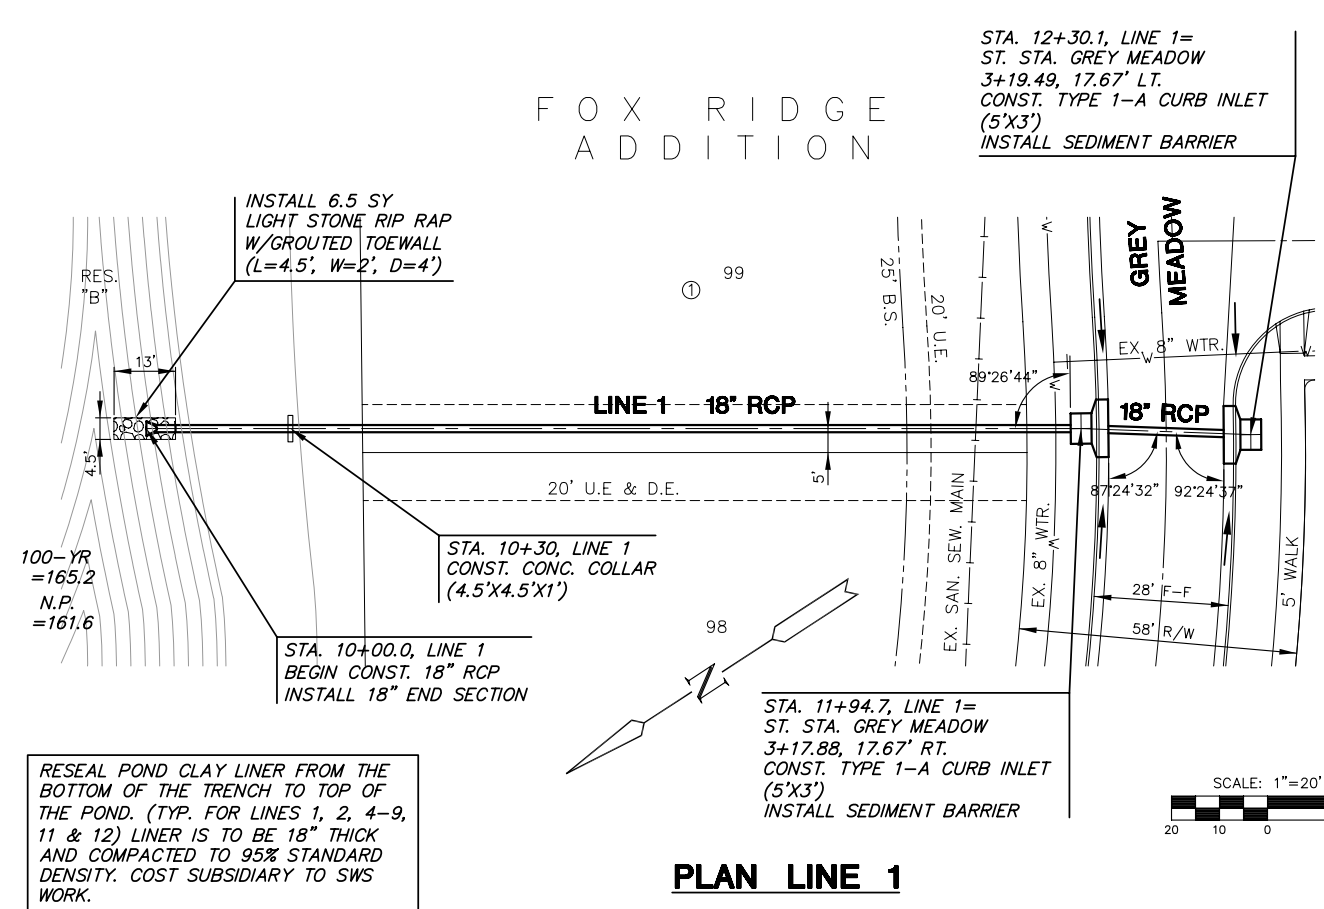 STA. 12+30.1, LINE 1=
ST. STA. GREY MEADOW
3+19.49, 17.67' LT.
CONST. TYPE 1-A CURB INLET
(5'X3')
INSTALL SEDIMENT BARRIER
FOX RIDGE
ADDITION
INSTALL 6.5 SY
LIGHT STONE RIP RAP
W/GROUTED TOEWALL
(L=4.5', W=2', D=4')
RES.
"B"
99
1
25' B.S.
20' U.E.
W
GREY
MEADOW
13'
EX. 8" WTR.
W
W
89°26'44"
W
LINE 1 18" RCP
18" RCP
4.5'
5'
20' U.E & D.E.
87°24'32"
92°24'37"
EX. SAN. SEW. MAIN
EX. 8" WTR.
W
5' WALK
100-YR
=165.2
N.P.
=161.6
STA. 10+30, LINE 1
CONST. CONC. COLLAR
(4.5'X4.5'X1')
28' F-F
58' R/W
98
N
STA. 10+00.0, LINE 1
BEGIN CONST. 18" RCP
INSTALL 18" END SECTION
STA. 11+94.7, LINE 1=
ST. STA. GREY MEADOW
3+17.88, 17.67' RT.
CONST. TYPE 1-A CURB INLET
(5'X3')
INSTALL SEDIMENT BARRIER
RESEAL POND CLAY LINER FROM THE
BOTTOM OF THE TRENCH TO TOP OF
THE POND. (TYP. FOR LINES 1, 2, 4-9,
11 & 12) LINER IS TO BE 18" THICK
AND COMPACTED TO 95% STANDARD
DENSITY. COST SUBSIDIARY TO SWS
WORK.
SCALE: 1"=20'
20 10 0
PLAN LINE 1